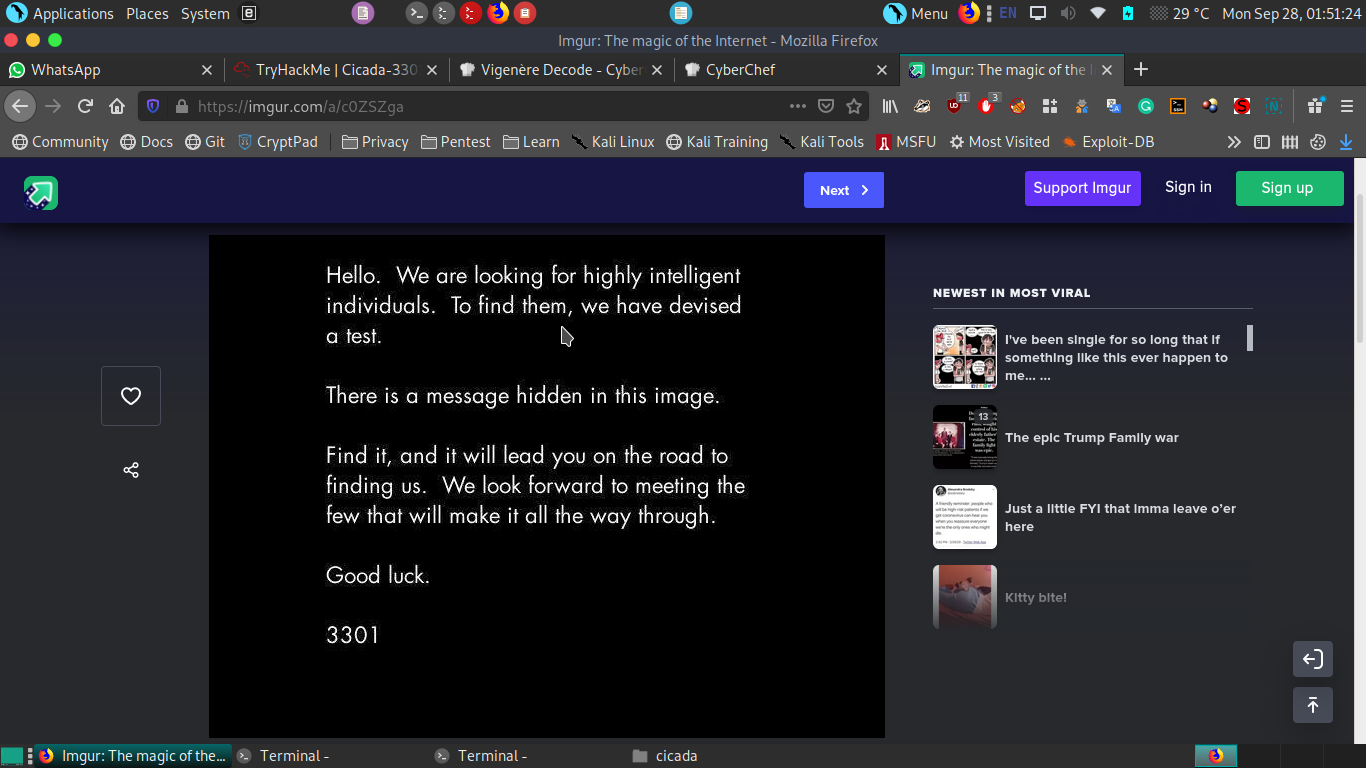 Applications Places System
Menu EN 29 °C Mon Sep 28, 01:51:24
Imgur: The magic of the Internet - Mozilla Firefox
WhatsApp TryHackMe | Cicada-330 Vigenère Decode - Cyber CyberChef Imgur: The magic of the I
https://imgur.com/a/c0ZSZga
11 3
Community Docs Git CryptPad Privacy Pentest Learn Kali Linux Kali Training Kali Tools MSFU Most Visited Exploit-DB
Next
Support Imgur
Sign in
Sign up
Hello. We are looking for highly intelligent
individuals. To find them, we have devised
a test.
There is a message hidden in this image.
Find it, and it will lead you on the road to
finding us. We look forward to meeting the
few that will make it all the way through.
Good luck.
3301
NEWEST IN MOST VIRAL
I've been single for so long that if
something like this ever happen to
me... ...
13
The epic Trump Family war
Just a little FYI that Imma leave o'er
here
Kitty bite!
Imgur: The magic of the... Terminal - Terminal - cicada